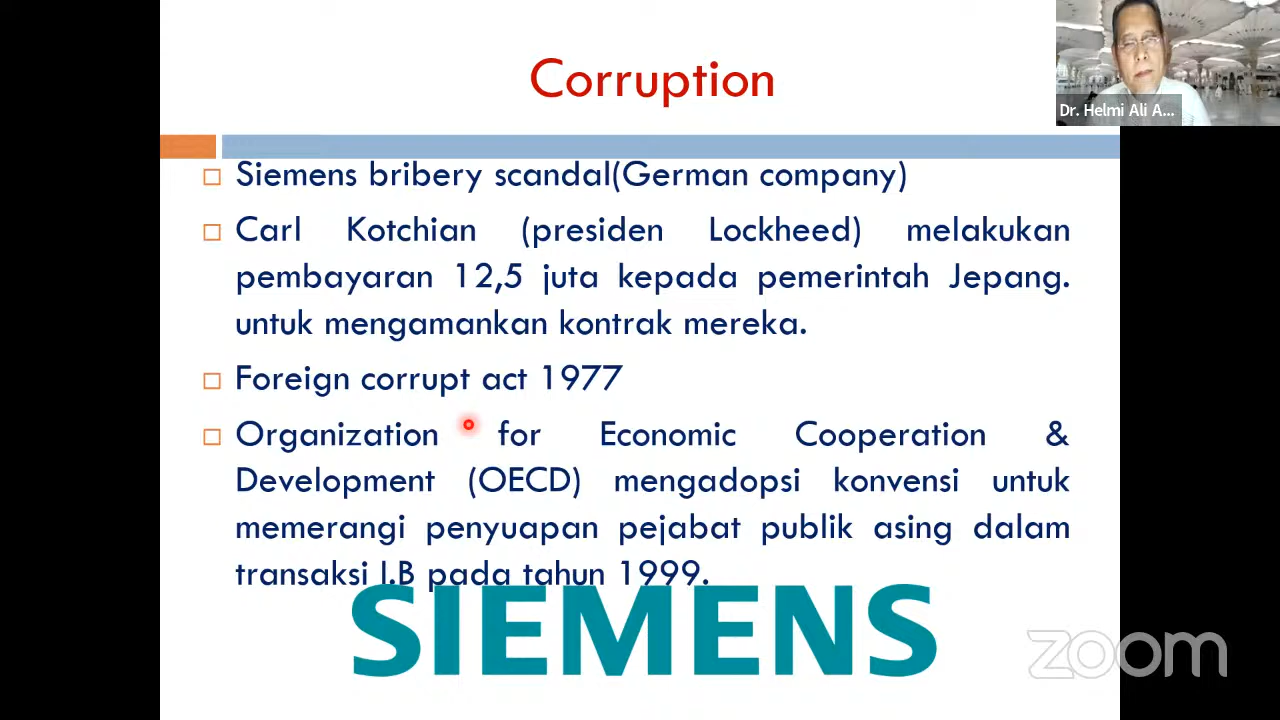 Corruption
Dr. Helmi Ali A...
Siemens bribery scandal(German company)
Carl Kotchian (presiden Lockheed) melakukan
pembayaran 12,5 juta kepada pemerintah Jepang.
untuk mengamankan kontrak mereka.
Foreign corrupt act 1977
Organization for Economic Cooperation &
Development (OECD) mengadopsi konvensi untuk
memerangi penyuapan pejabat publik asing dalam
transaksi I.B pada tahun 1999.
SIEMENS
zoom